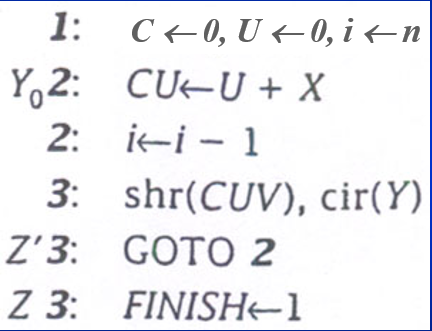 1: C ←0, U ←0, i ←n
Y₀2: CU←U + X
2: i←i − 1
3: shr(CUV), cir(Y)
Z'3: GOTO 2
Z 3: FINISH←1